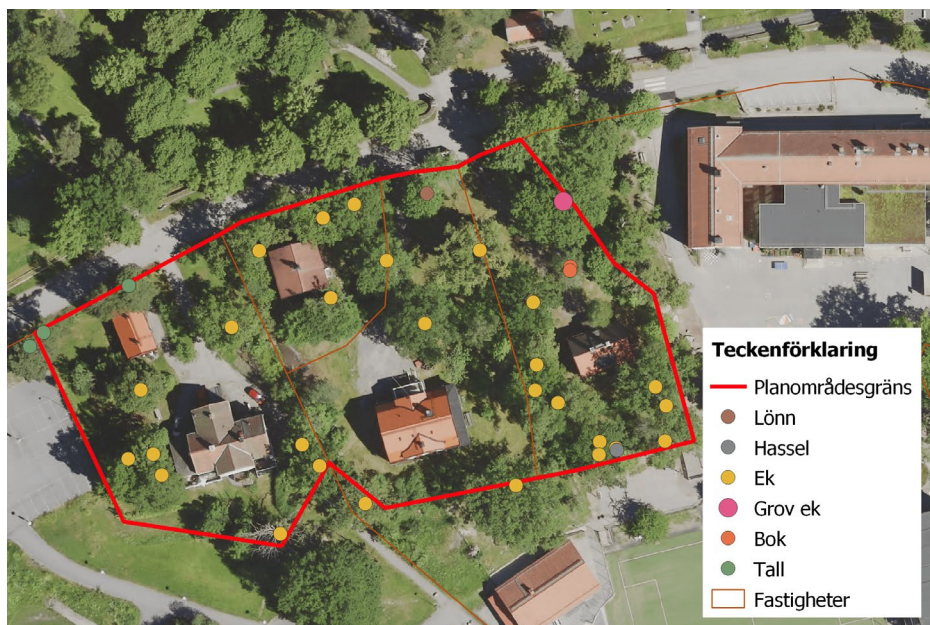 Teckenförklaring
Planområdesgräns
Lönn
Hassel
Ek
Grov ek
Bok
Tall
Fastigheter